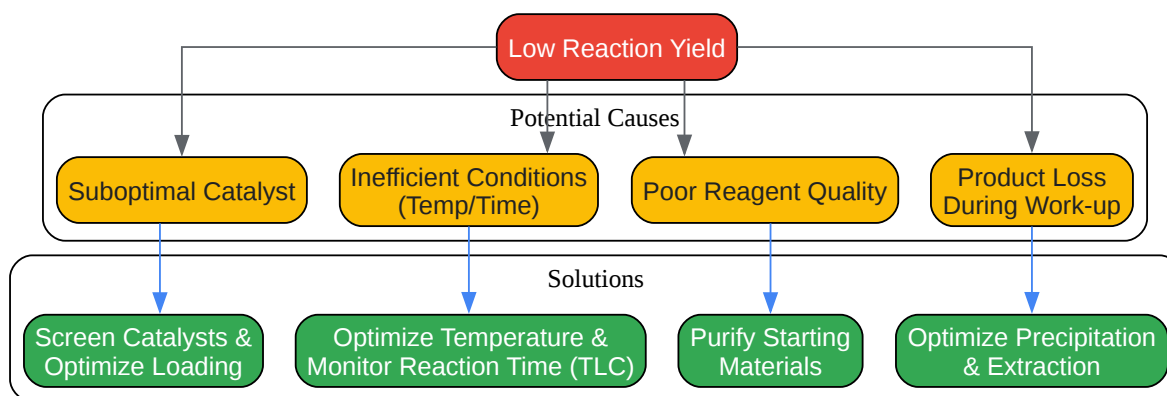 Low Reaction Yield
Potential Causes
Suboptimal Catalyst
Inefficient Conditions
(Temp/Time)
Poor Reagent Quality
Product Loss
During Work-up
Solutions
Screen Catalysts &
Optimize Loading
Optimize Temperature &
Monitor Reaction Time (TLC)
Purify Starting
Materials
Optimize Precipitation
& Extraction